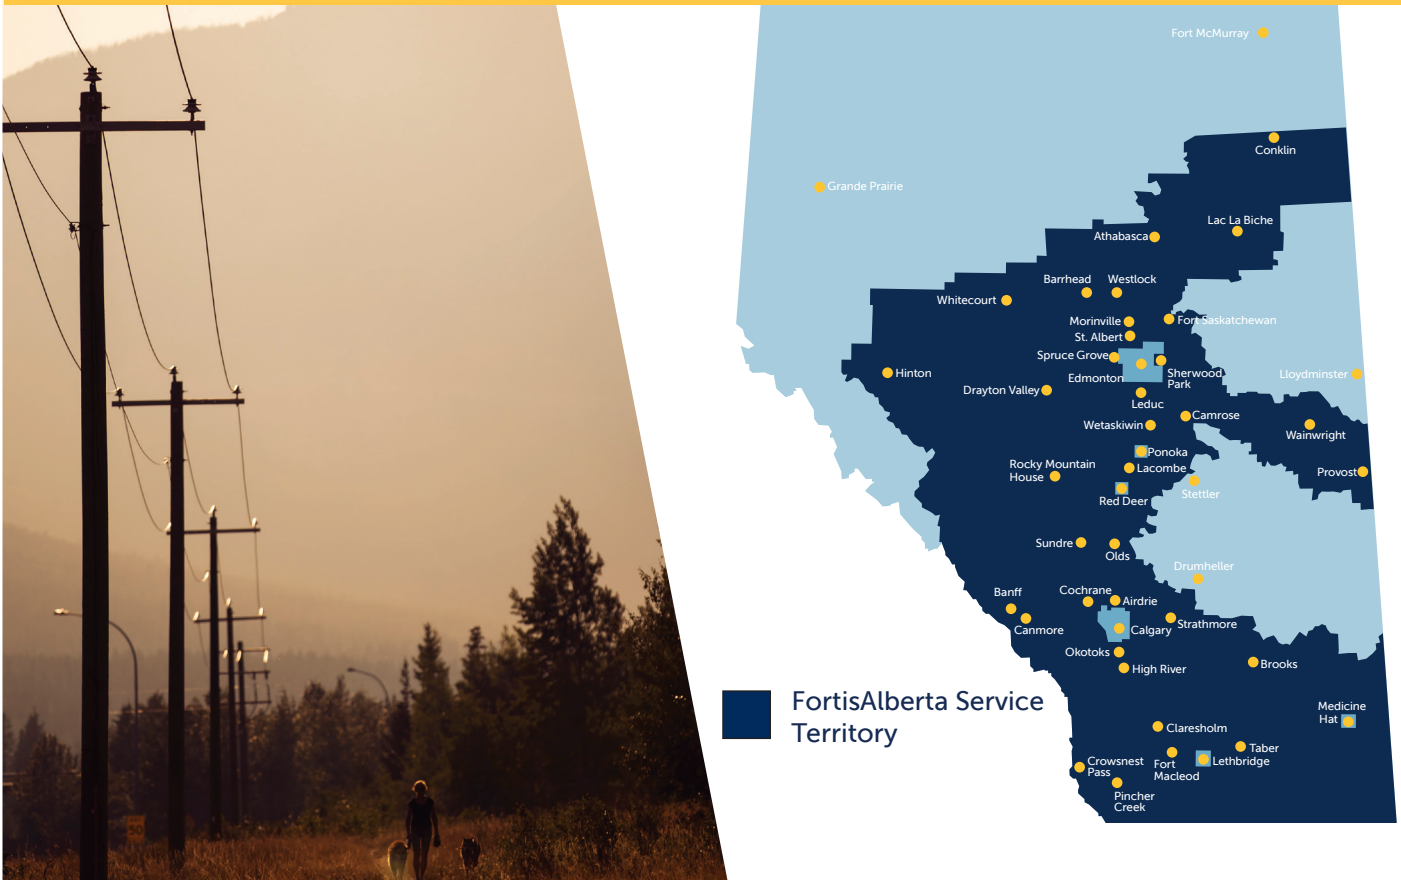 Fort McMurray
Conklin
Grande Prairie
Lac La Biche
Athabasca
Barrhead
Westlock
Whitecourt
Morinville
Fort Saskatchewan
St. Albert
Spruce Grove
Hinton
Edmonton
Sherwood
Park
Lloydminster
Drayton Valley
Leduc
Camrose
Wetaskiwin
Wainwright
Ponoka
Rocky Mountain
House
Lacombe
Provost
Stettler
Red Deer
Sundre
Olds
Drumheller
Banff
Cochrane
Airdrie
Canmore
Calgary
Strathmore
Okotoks
High River
Brooks
FortisAlberta Service
Territory
Medicine
Hat
Claresholm
Taber
Crowsnest
Pass
Fort
Macleod
Lethbridge
Pincher
Creek
50